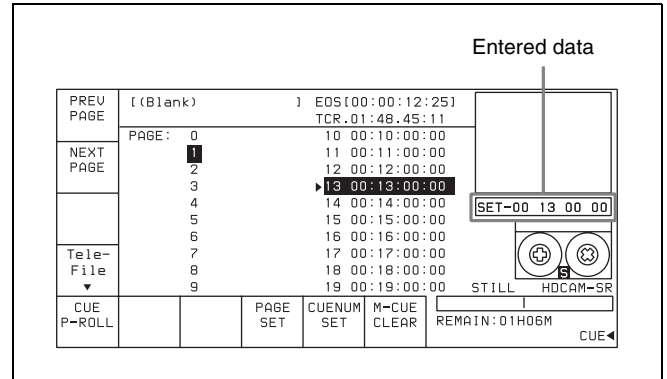 Entered data
PREV PAGE [(Blank) ] EOS[00:00:12:25]
TCR.01:48.45:11
NEXT PAGE
PAGE: 0 10 00:10:00:00
1 11 00:11:00:00
2 12 00:12:00:00
3 ▶13 00:13:00:00
4 14 00:14:00:00
SET-00 13 00 00
5 15 00:15:00:00
6 16 00:16:00:00
Tele-File ▼
7 17 00:17:00:00
8 18 00:18:00:00
S
9 19 00:19:00:00
STILL HDCAM-SR
CUE P-ROLL
PAGE SET
CUENUM SET
M-CUE CLEAR
REMAIN:01H06M
CUE◀